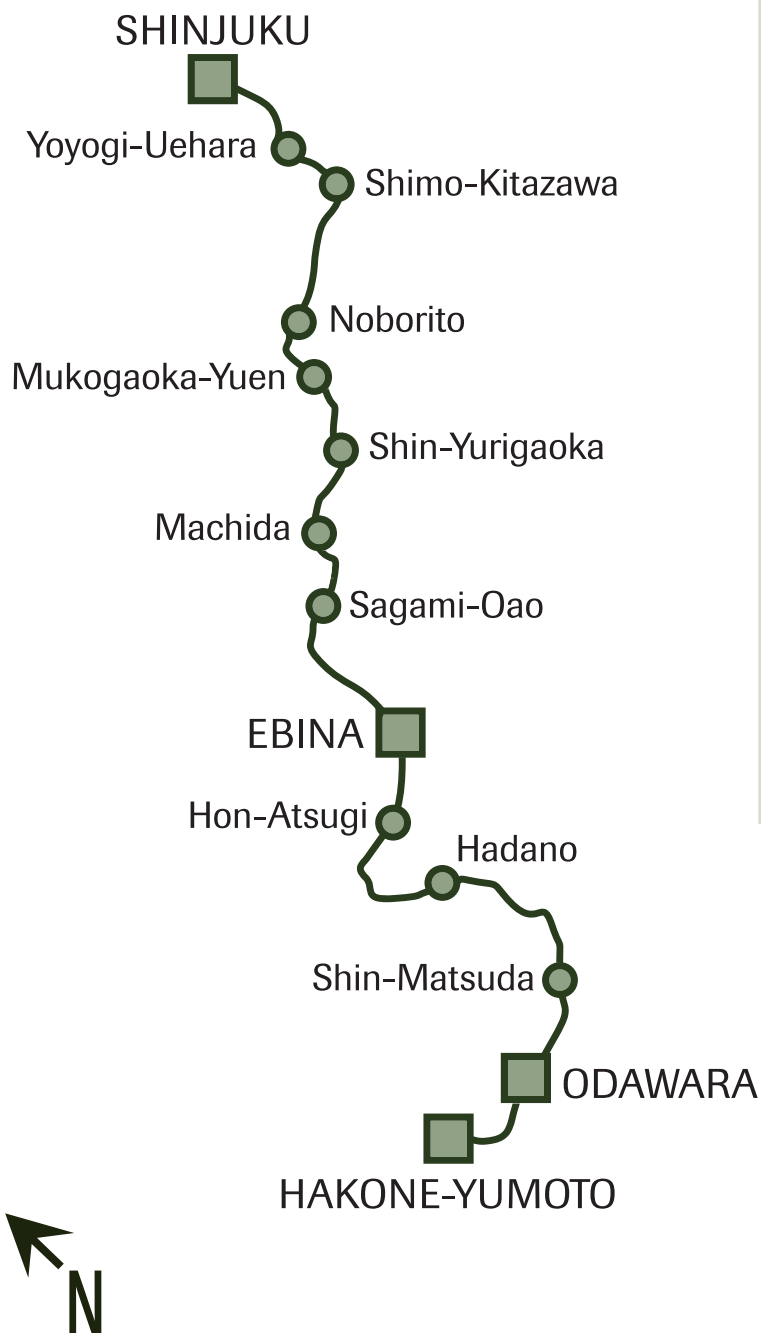 SHINJUKU
Yoyogi-Uehara
Shimo-Kitazawa
Noborito
Mukogaoka-Yuen
Shin-Yurigaoka
Machida
Sagami-Oao
EBINA
Hon-Atsugi
Hadano
Shin-Matsuda
ODAWARA
HAKONE-YUMOTO
N